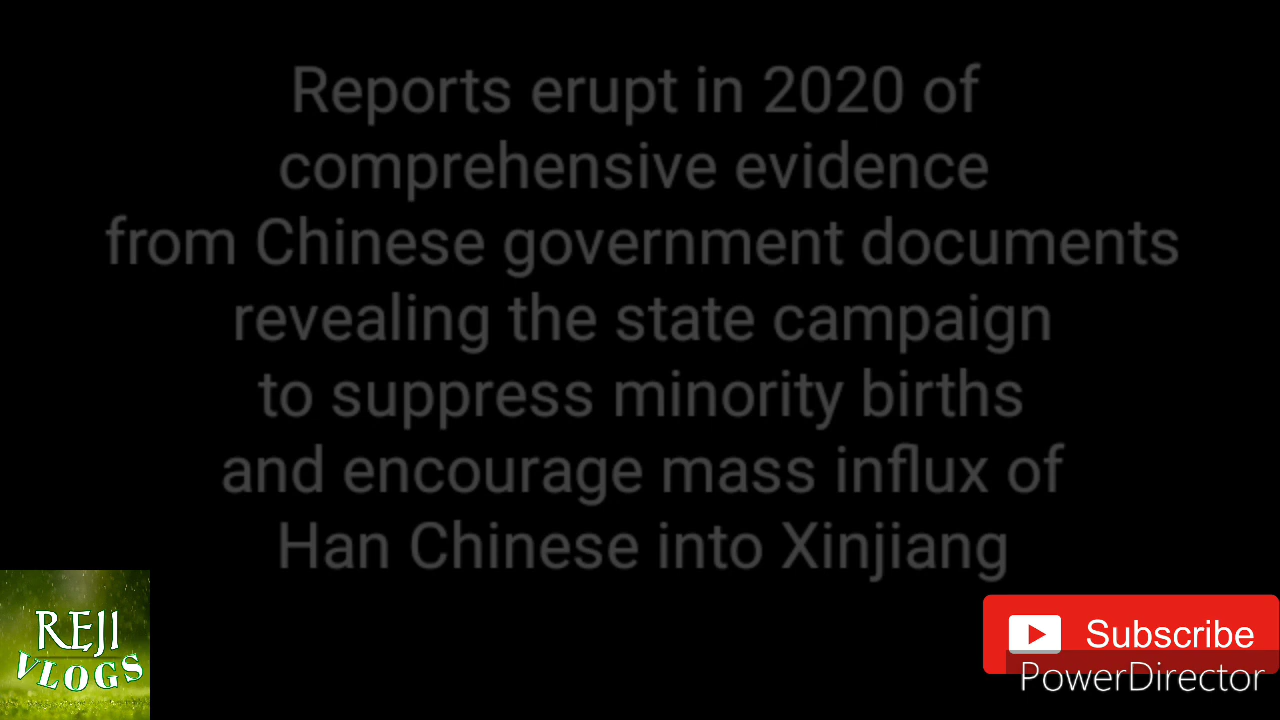 Reports erupt in 2020 of
comprehensive evidence
from Chinese government documents
revealing the state campaign
to suppress minority births
and encourage mass influx of
Han Chinese into Xinjiang
REJI
VLOGS
Subscribe
PowerDirector